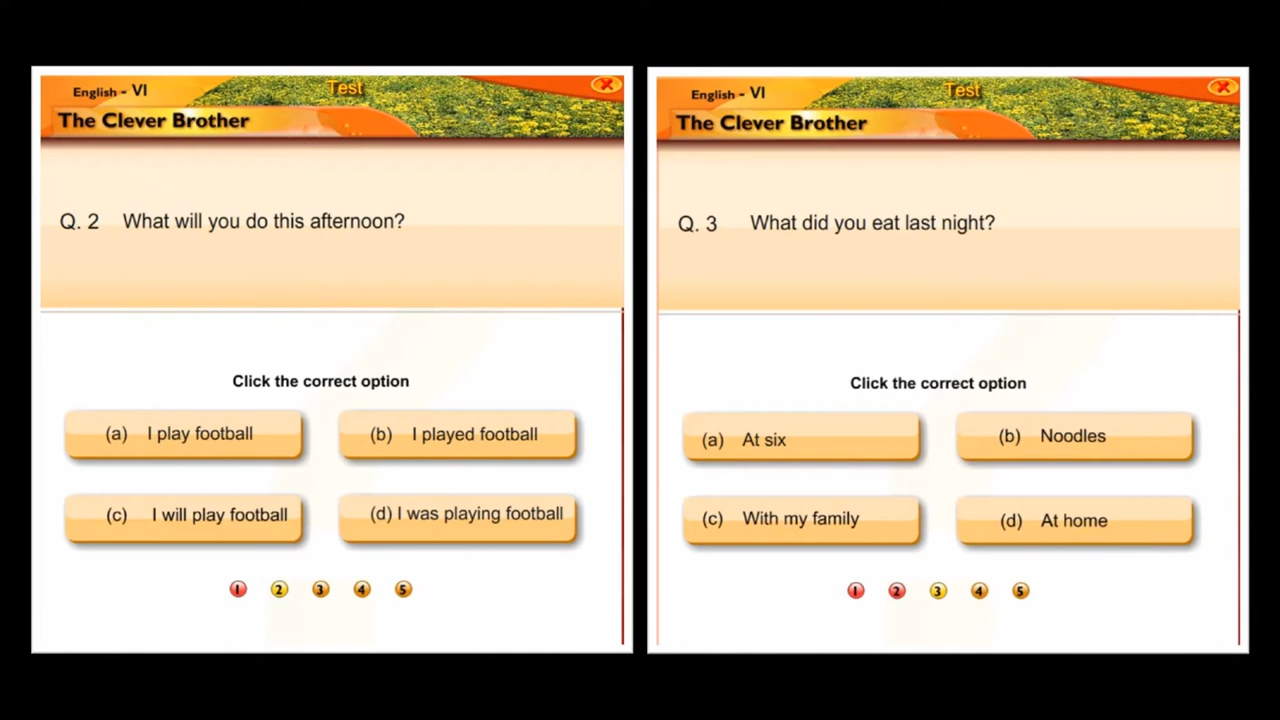 English - VI
Test
The Clever Brother
Q. 2 What will you do this afternoon?
Click the correct option
(a) I play football
(b) I played football
(c) I will play football
(d) I was playing football
1 2 3 4 5
English - VI
Test
The Clever Brother
Q. 3 What did you eat last night?
Click the correct option
(a) At six
(b) Noodles
(c) With my family
(d) At home
1 2 3 4 5